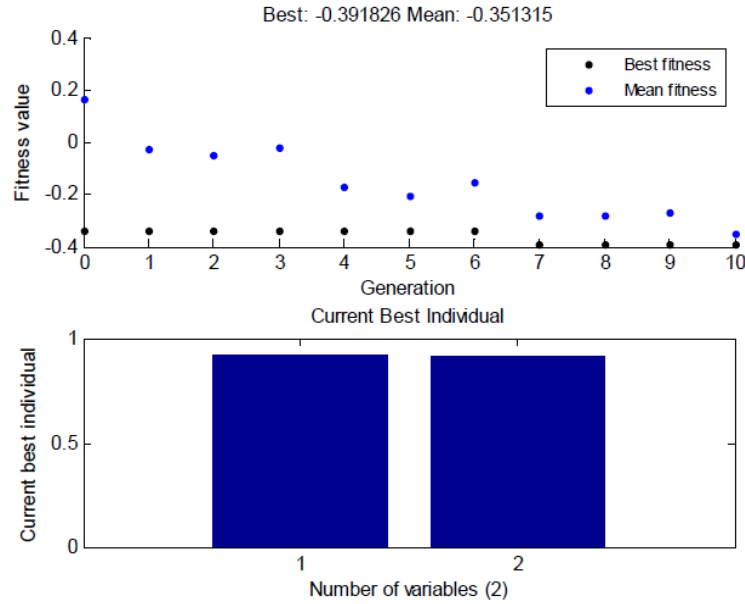 Best: -0.391826 Mean: -0.351315
0.4
0.2
0
-0.2
-0.4
Fitness value
Best fitness
Mean fitness
0 1 2 3 4 5 6 7 8 9 10
Generation
Current Best Individual
1
0.5
0
Current best individual
1 2
Number of variables (2)